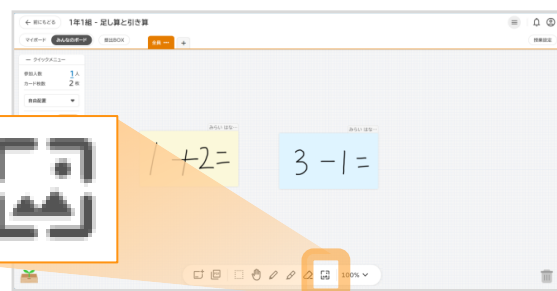 ← 前にもどる 1年1組 - 足し算と引き算
マイボード みんなのボード 提出BOX 全員 +
授業設定
クイックメニュー
参加人数 1人
カード枚数 2枚
自由配置
みらい はな…
みらい はな…
1+2=
3-1=
100%